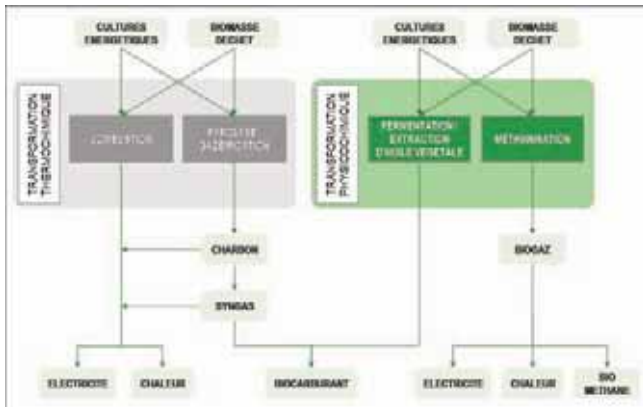 CULTURES
ENERGETIQUES
BIOMASSE
DECHET
CULTURES
ENERGETIQUES
BIOMASSE
DECHET
TRANSFORMATION
THERMOCHIMIQUE
COMBUSTION
PYROLYSE
GAZEIFICATION
TRANSFORMATION
PHYSICOCHIMIQUE
FERMENTATION
EXTRACTION
D'HUILE VEGETALE
METHANISATION
CHARBON
BIOGAZ
SYNGAS
ELECTRICITE
CHALEUR
BIOCARBURANT
ELECTRICITE
CHALEUR
BIO
METHANE